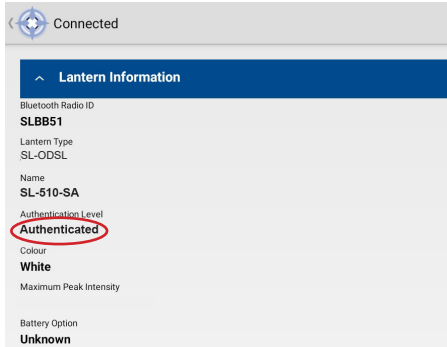 Connected
Lantern Information
Bluetooth Radio ID
SLBB51
Lantern Type
SL-ODSL
Name
SL-510-SA
Authentication Level
Authenticated
Colour
White
Maximum Peak Intensity
Battery Option
Unknown